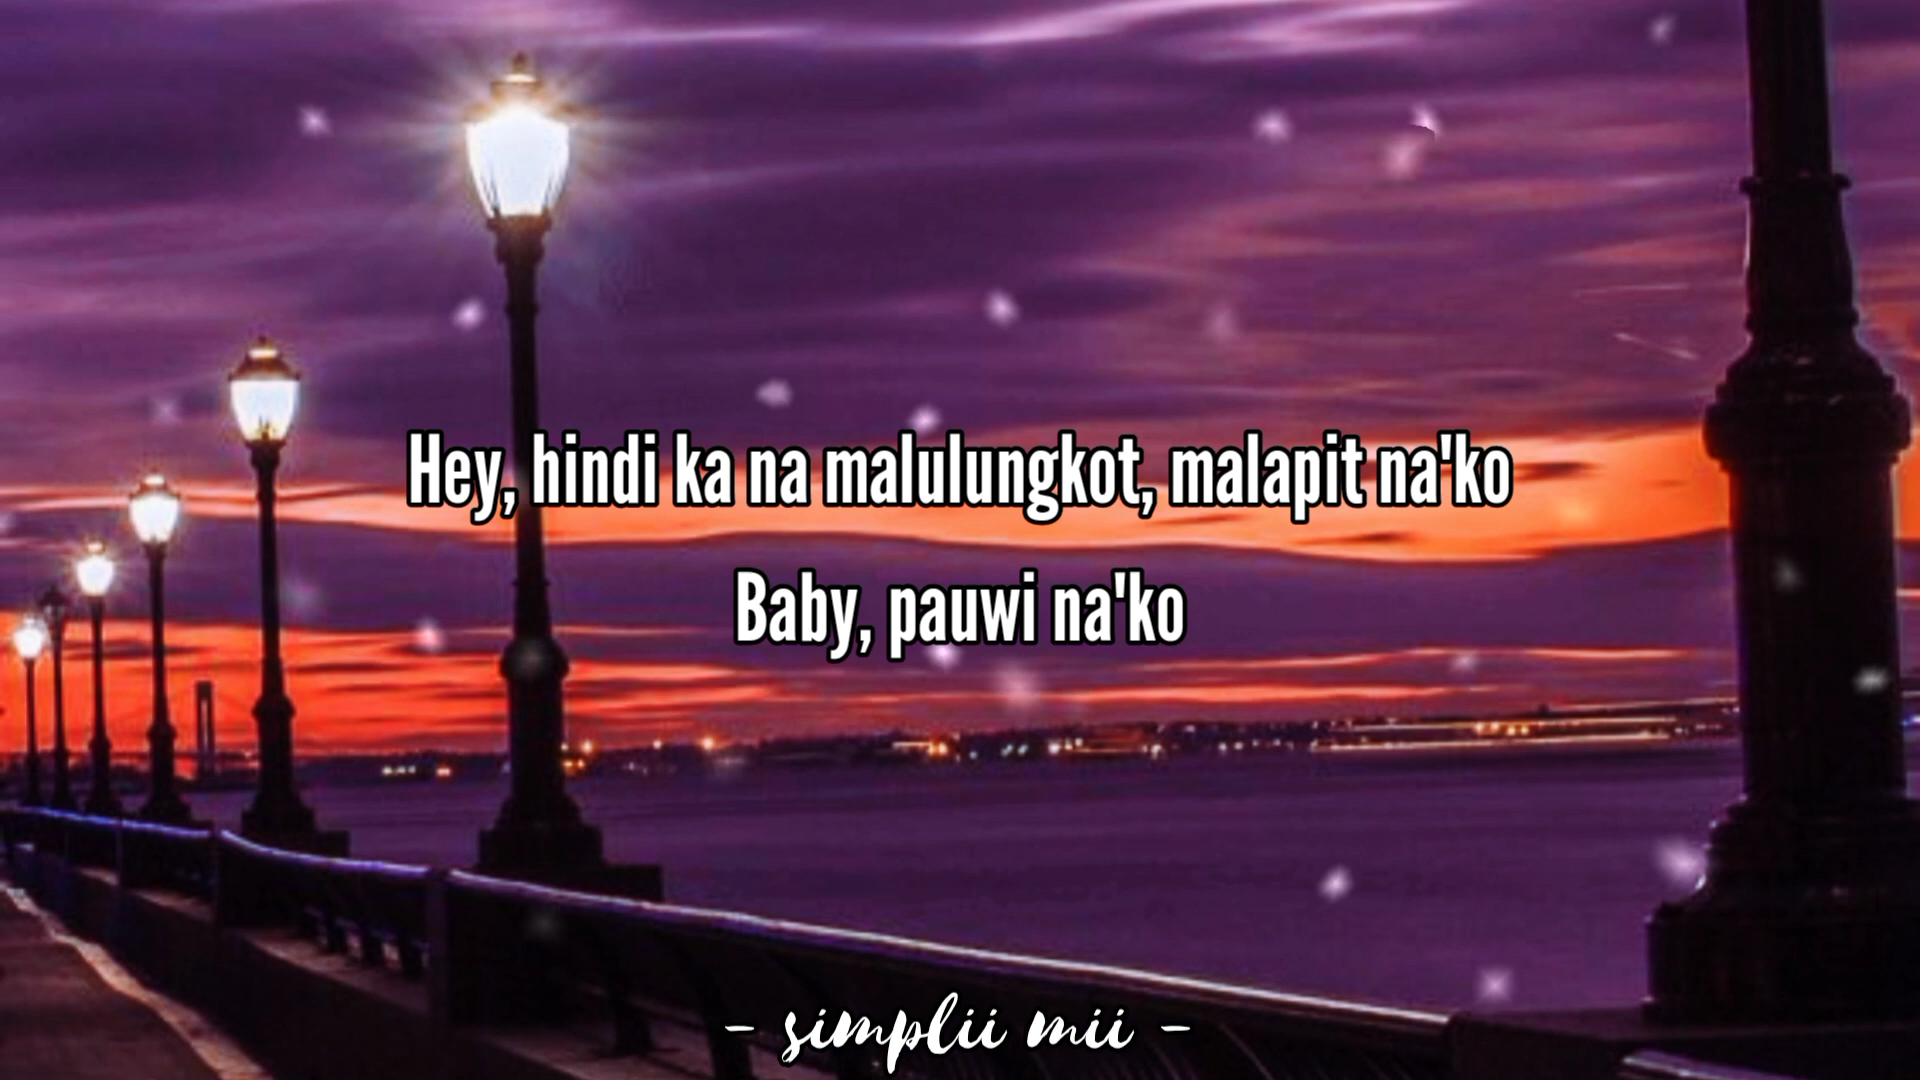 Hey, hindi ka na malulungkot, malapit na'ko
Baby, pauwi na'ko
- simplii mii -